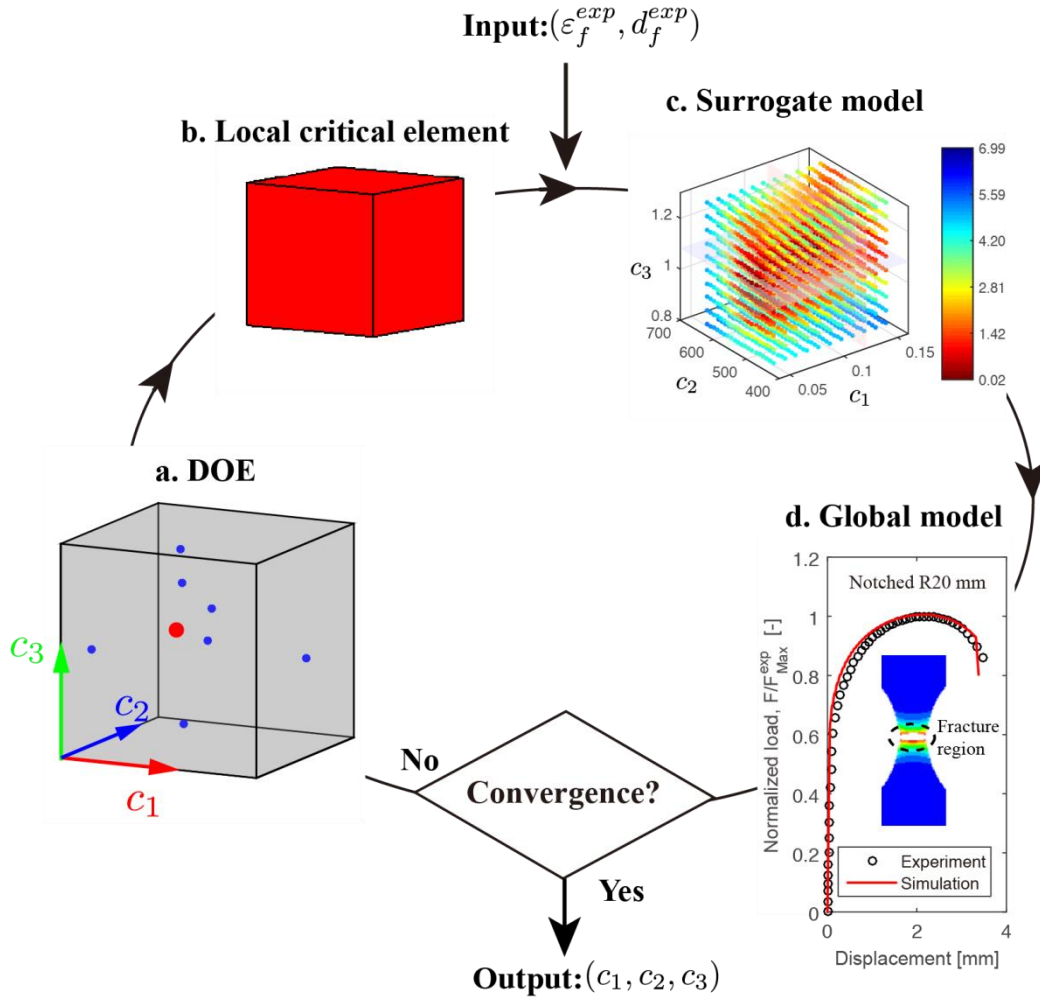 Input:(ε_f^{exp}, d_f^{exp})
c. Surrogate model
b. Local critical element
6.99
5.59
4.20
2.81
1.42
0.02
1.2
1
0.8
c₃
700
600
500
400
c₂
0.05
0.1
0.15
c₁
a. DOE
c₃
c₂
c₁
d. Global model
Notched R20 mm
Normalized load, F/F_{Max}^{exp} [-]
1
0.8
0.6
0.4
0.2
0
Fracture
region
Experiment
Simulation
0
2
4
Displacement [mm]
No
Convergence?
Yes
Output:(c₁, c₂, c₃)